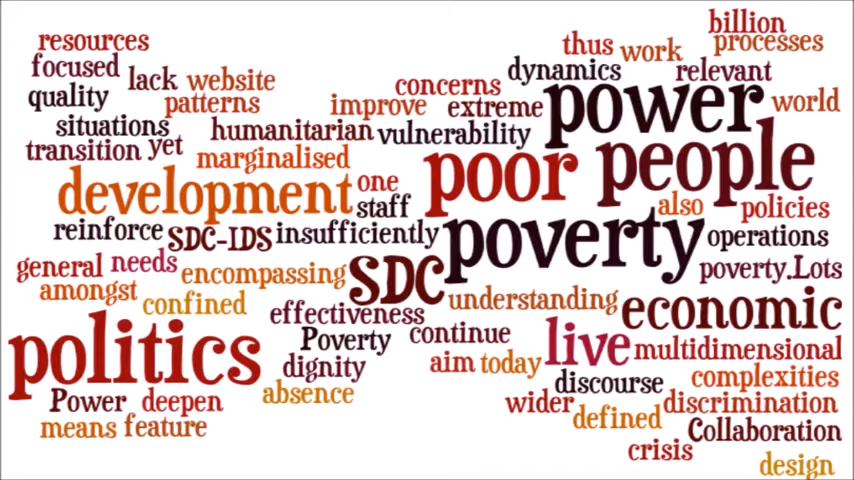 billion
resources thus work processes
focused lack website concerns dynamics relevant
quality patterns improve extreme power world
situations humanitarian vulnerability
transition yet marginalised poor people
development one staff also policies
reinforce SDC-IDS insufficiently poverty operations
general needs encompassing SDC poverty.Lots
amongst confined understanding economic
effectiveness
politics Poverty continue live multidimensional
dignity aim today discourse complexities
Power deepen absence wider defined discrimination
means feature Collaboration
crisis design